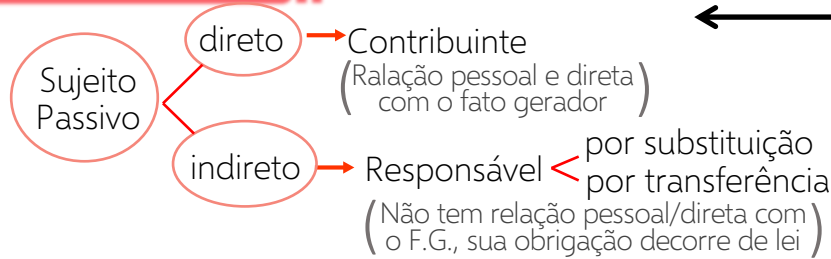 Sujeito
Passivo
direto
Contribuinte
(Ralação pessoal e direta
com o fato gerador)
indireto
Responsável
por substituição
por transferência
(Não tem relação pessoal/direta com
o F.G., sua obrigação decorre de lei)